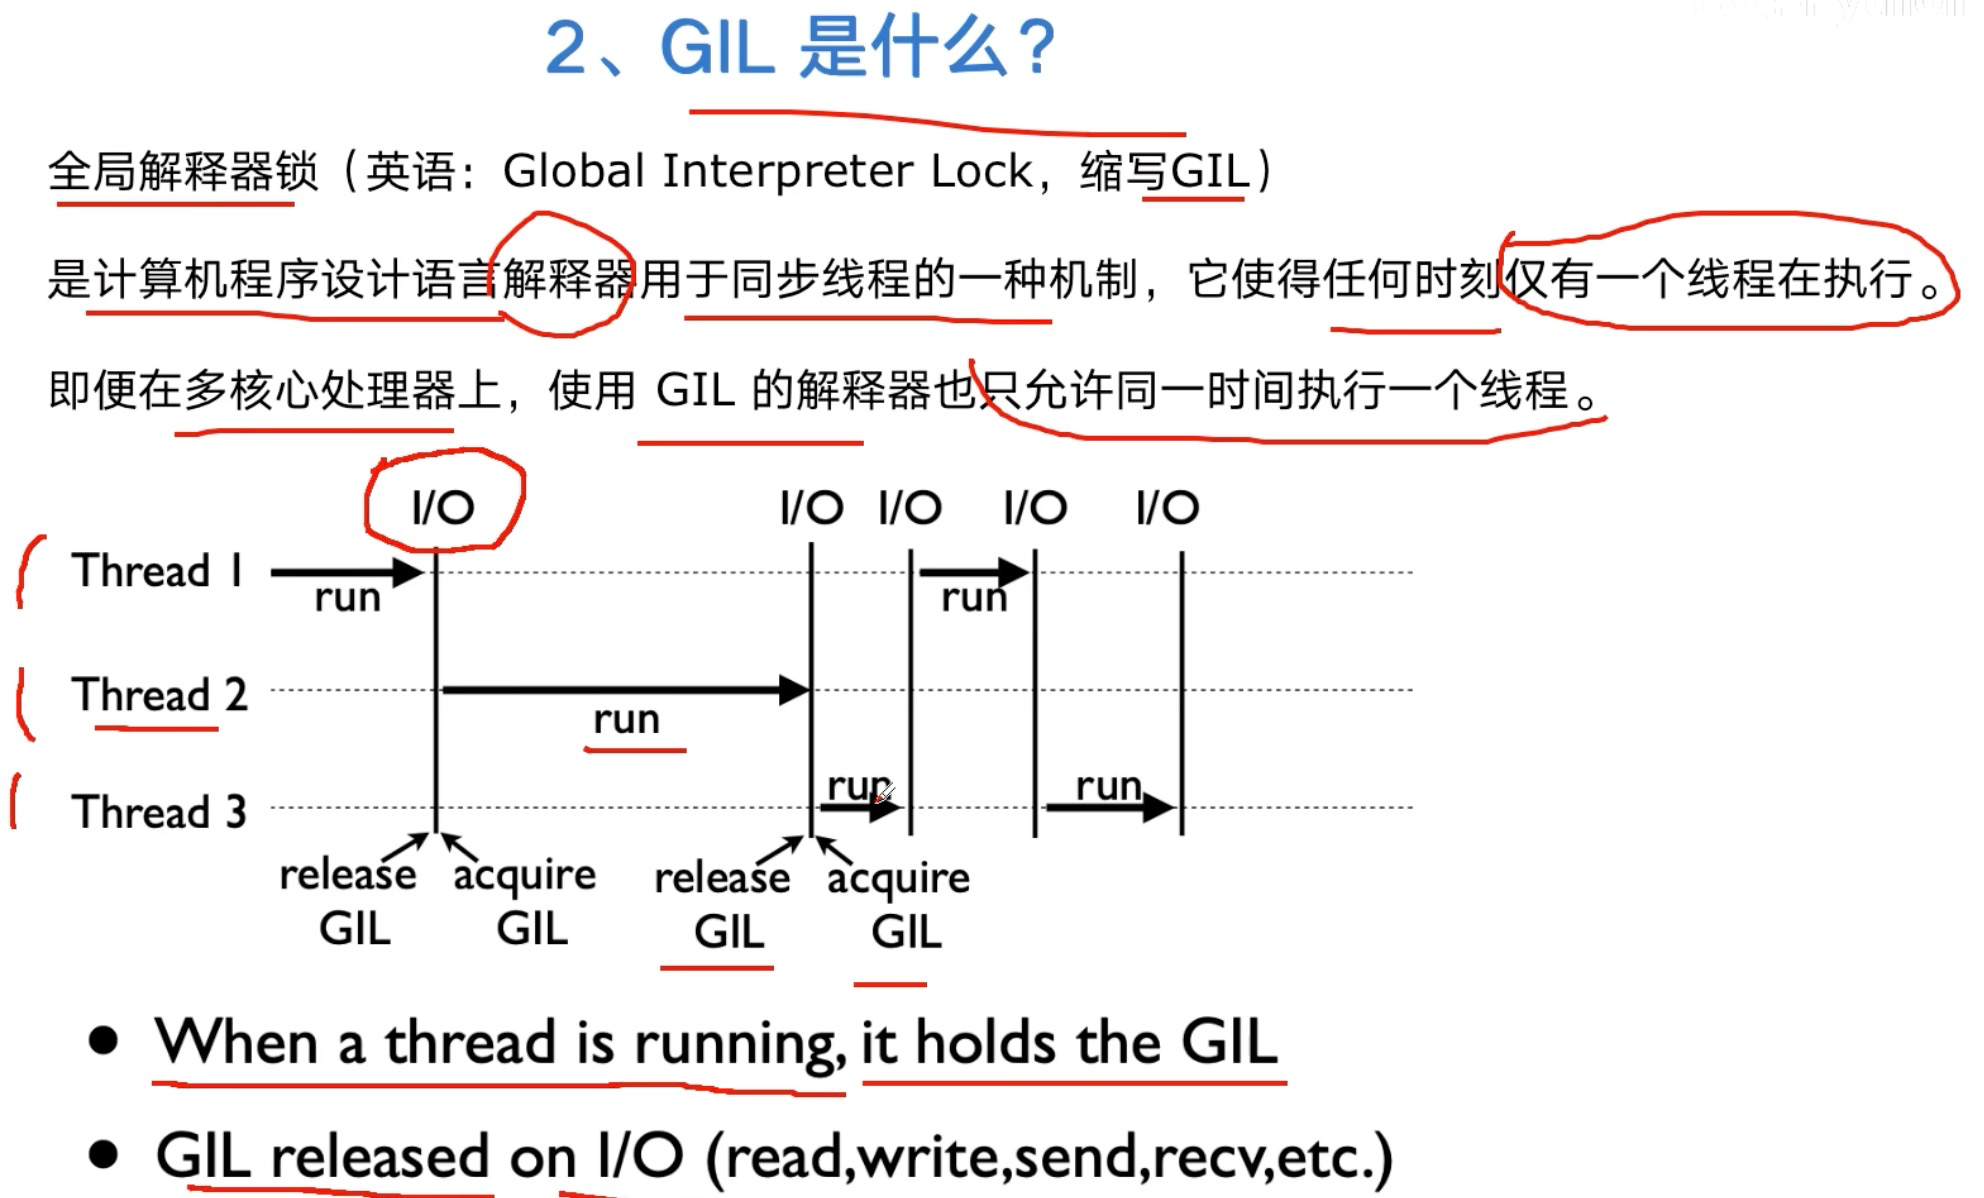 2、GIL 是什么？
全局解释器锁（英语：Global Interpreter Lock，缩写GIL）
是计算机程序设计语言解释器用于同步线程的一种机制，它使得任何时刻仅有一个线程在执行。
即便在多核心处理器上，使用 GIL 的解释器也只允许同一时间执行一个线程。
I/O I/O I/O I/O I/O
Thread 1
run run
Thread 2
run
run run
Thread 3
release acquire release acquire
GIL GIL GIL GIL
● When a thread is running, it holds the GIL
● GIL released on I/O (read,write,send,recv,etc.)